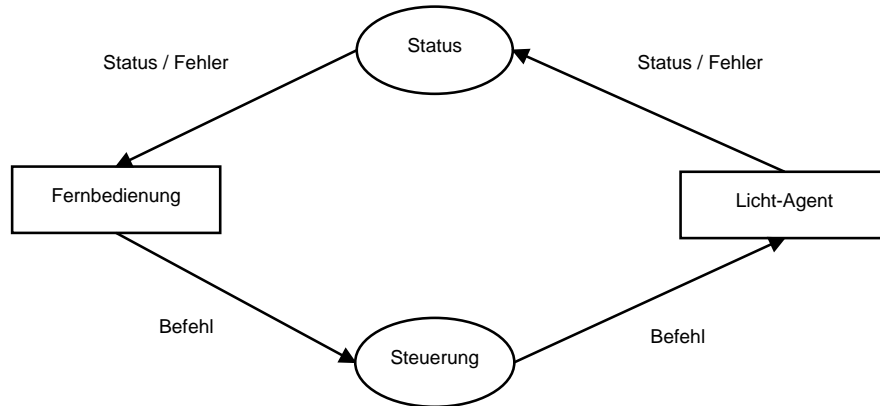 Status
Status / Fehler
Status / Fehler
Fernbedienung
Licht-Agent
Befehl
Steuerung
Befehl